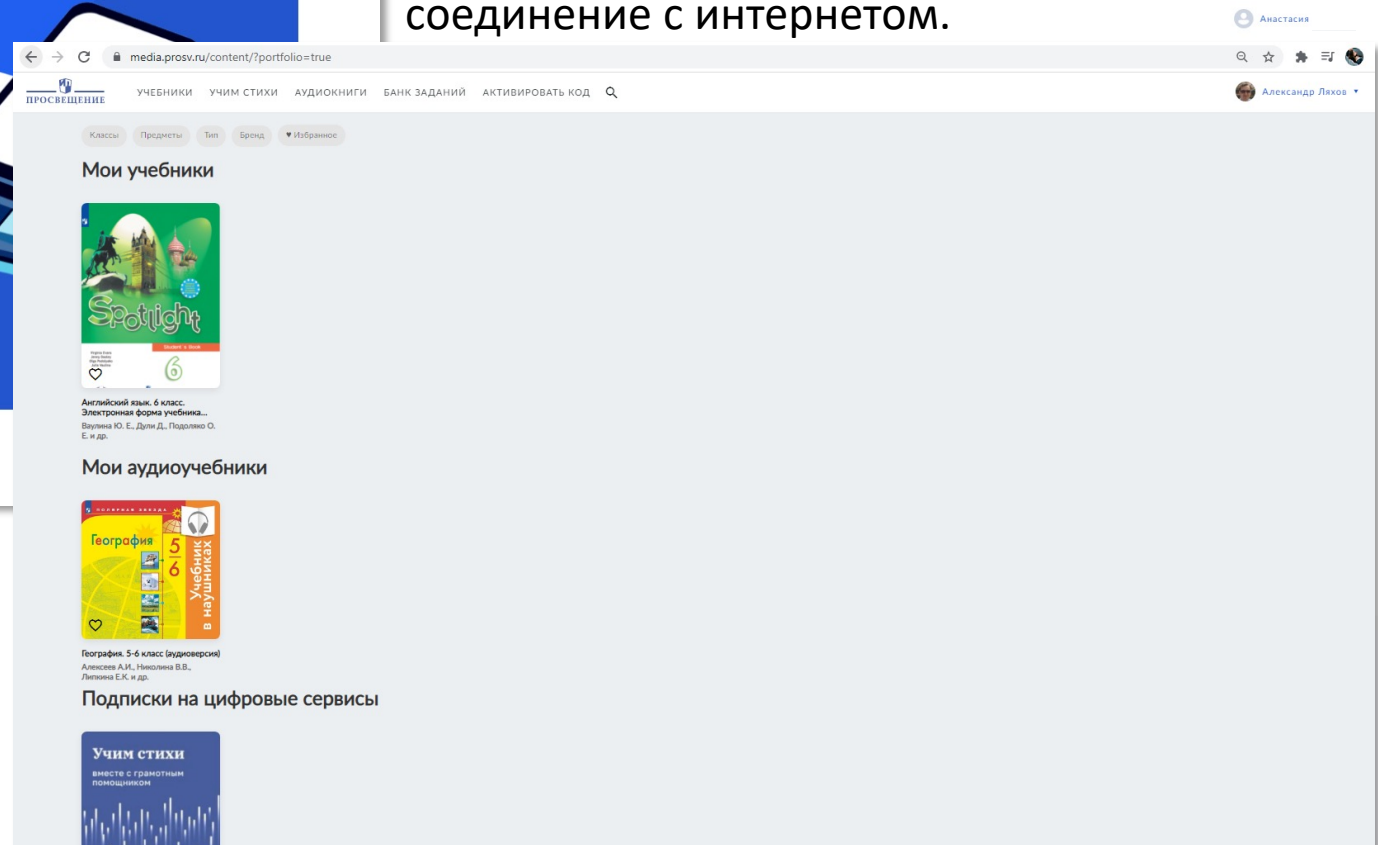 соединение с интернетом.
Анастасия
media.prosv.ru/content/?portfolio=true
ПРОСВЕЩЕНИЕ
УЧЕБНИКИ УЧИМ СТИХИ АУДИОКНИГИ БАНК ЗАДАНИЙ АКТИВИРОВАТЬ КОД
Александр Ляхов
Классы Предметы Тип Бренд ♥ Избранное
Мои учебники
Spotlight
Student's Book
6
Английский язык. 6 класс.
Электронная форма учебника...
Ваулина Ю. Е., Дули Д., Подоляко О.
Е. и др.
Мои аудиоучебники
ПОЛЯРНАЯ ЗВЕЗДА
География
5
6
Учебник
в наушниках
География. 5-6 класс (аудиоверсия)
Алексеев А.И., Николина В.В.,
Липкина Е.К. и др.
Подписки на цифровые сервисы
Учим стихи
вместе с грамотным
помощником